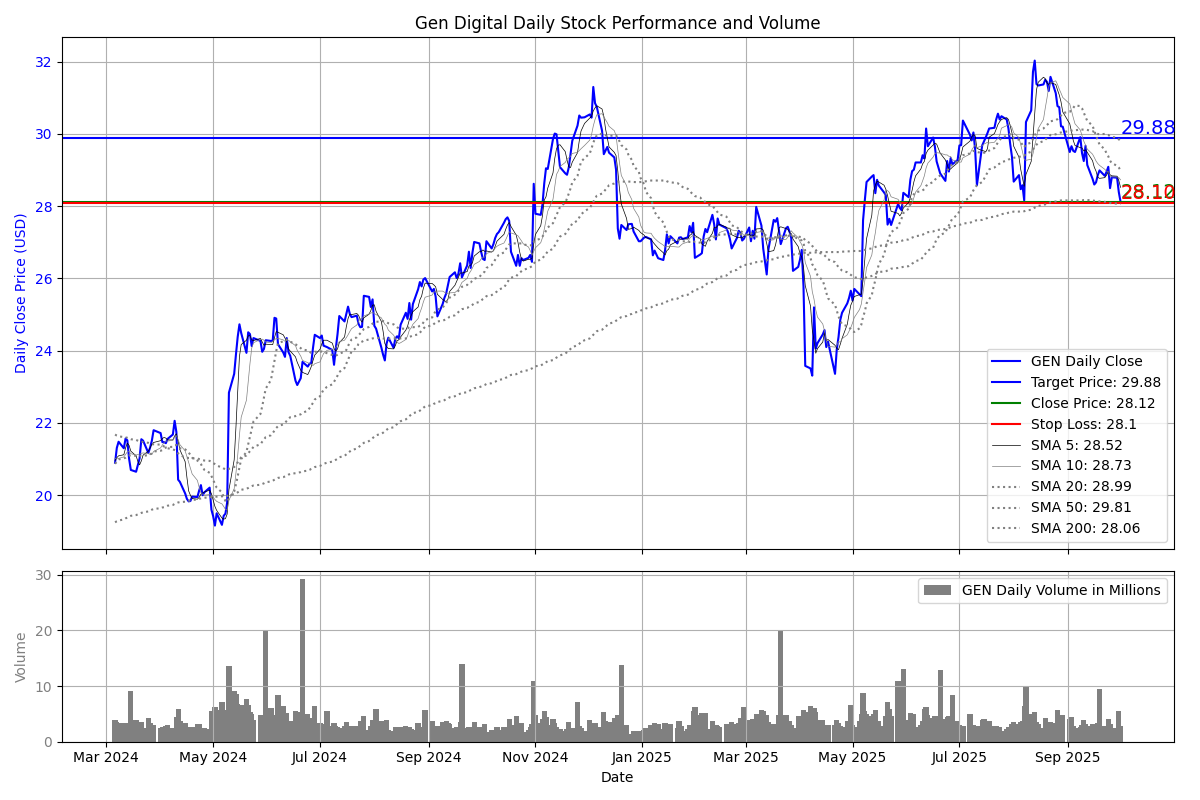 Gen Digital Daily Stock Performance and Volume
Daily Close Price (USD)
32
30
28
26
24
22
20
29.88
28.12
28.10
GEN Daily Close
Target Price: 29.88
Close Price: 28.12
Stop Loss: 28.1
SMA 5: 28.52
SMA 10: 28.73
SMA 20: 28.99
SMA 50: 29.81
SMA 200: 28.06
Volume
30
20
10
0
GEN Daily Volume in Millions
Mar 2024 May 2024 Jul 2024 Sep 2024 Nov 2024 Jan 2025 Mar 2025 May 2025 Jul 2025 Sep 2025
Date